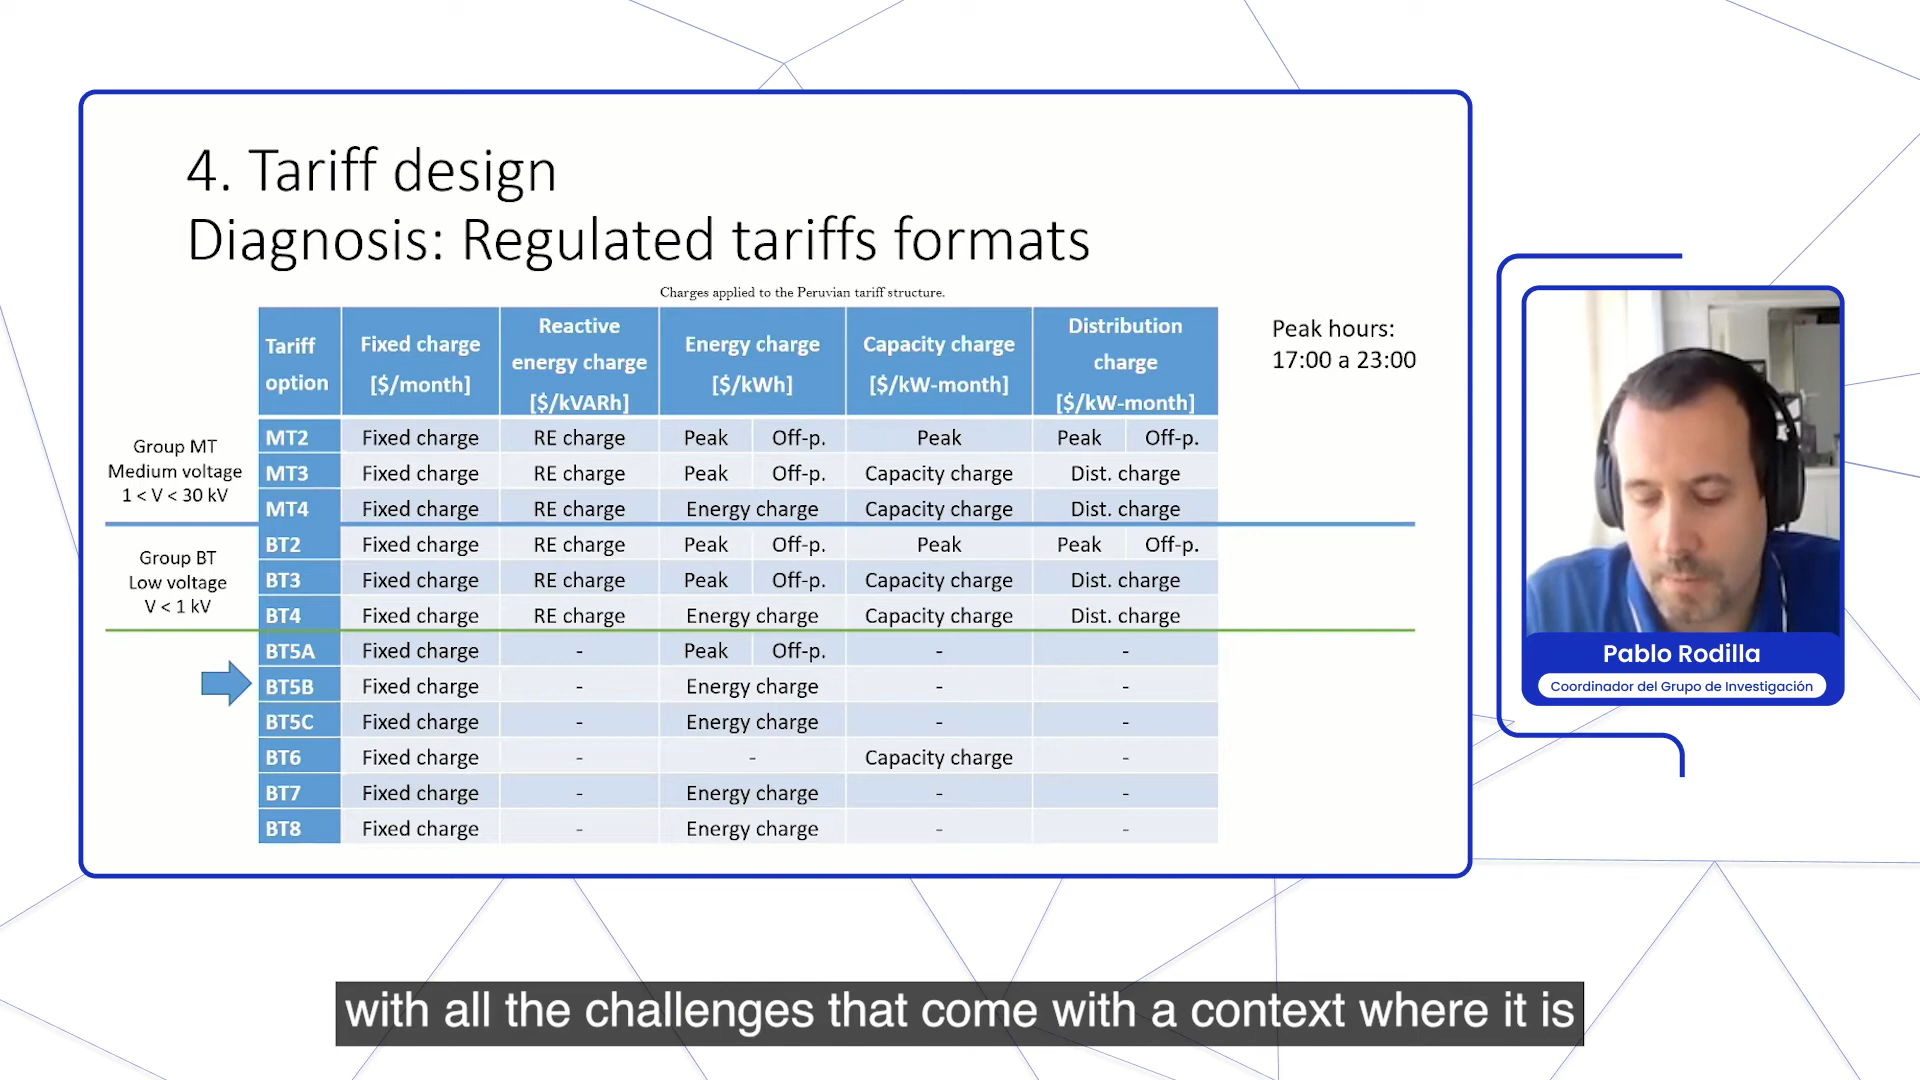 4. Tariff design
Diagnosis: Regulated tariffs formats
Charges applied to the Peruvian tariff structure.
Tariff option Fixed charge [$/month] Reactive energy charge [$/kVARh] Energy charge [$/kWh] Capacity charge [$/kW-month] Distribution charge [$/kW-month]
Peak hours:
17:00 a 23:00
Group MT
Medium voltage
1 < V < 30 kV
MT2 Fixed charge RE charge Peak Off-p. Peak Peak Off-p.
MT3 Fixed charge RE charge Peak Off-p. Capacity charge Dist. charge
MT4 Fixed charge RE charge Energy charge Capacity charge Dist. charge
Group BT
Low voltage
V < 1 kV
BT2 Fixed charge RE charge Peak Off-p. Peak Peak Off-p.
BT3 Fixed charge RE charge Peak Off-p. Capacity charge Dist. charge
BT4 Fixed charge RE charge Energy charge Capacity charge Dist. charge
BT5A Fixed charge - Peak Off-p. - -
BT5B Fixed charge - Energy charge - -
BT5C Fixed charge - Energy charge - -
BT6 Fixed charge - - Capacity charge -
BT7 Fixed charge - Energy charge - -
BT8 Fixed charge - Energy charge - -
Pablo Rodilla
Coordinador del Grupo de Investigación
with all the challenges that come with a context where it is